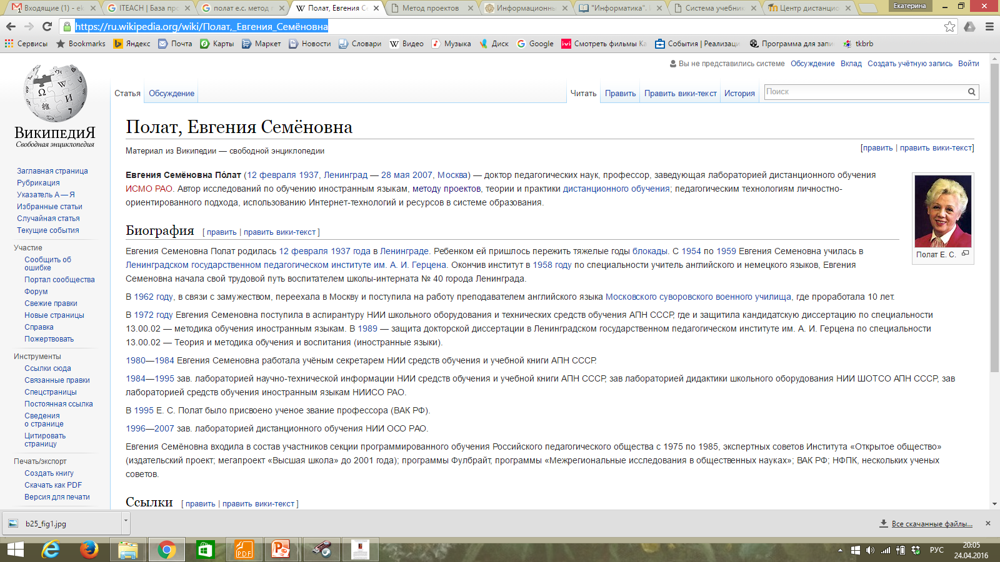 Входящие (1) - ek
ITEACH | База про
полат е.с. метод
Полат, Евгения Се
Метод проектов
Информационны
"Информатика".
Система учебник
Центр дистанцио
Екатерина
https://ru.wikipedia.org/wiki/Полат,_Евгения_Семёновна
Сервисы
Bookmarks
Яндекс
Почта
Карты
Маркет
Новости
Словари
Видео
Музыка
Диск
Google
Смотреть фильмы Ка
События | Реализаци
Программа для запи
tkbrb
Вы не представились системе Обсуждение Вклад Создать учётную запись Войти
ВикипедиЯ
Свободная энциклопедия
Статья Обсуждение Читать Править Править вики-текст История Поиск
Полат, Евгения Семёновна
Материал из Википедии — свободной энциклопедии
[править | править вики-текст]
Евгения Семёновна По́лат (12 февраля 1937, Ленинград — 28 мая 2007, Москва) — доктор педагогических наук, профессор, заведующая лабораторией дистанционного обучения
ИСМО РАО. Автор исследований по обучению иностранным языкам, методу проектов, теории и практики дистанционного обучения; педагогическим технологиям личностно-
ориентированного подхода, использованию Интернет-технологий и ресурсов в системе образования.
Полат Е. С.
Биография [ править | править вики-текст ]
Евгения Семеновна Полат родилась 12 февраля 1937 года в Ленинграде. Ребенком ей пришлось пережить тяжелые годы блокады. С 1954 по 1959 Евгения Семеновна училась в
Ленинградском государственном педагогическом институте им. А. И. Герцена. Окончив институт в 1958 году по специальности учитель английского и немецкого языков, Евгения
Семеновна начала свой трудовой путь воспитателем школы-интерната № 40 города Ленинграда.
В 1962 году, в связи с замужеством, переехала в Москву и поступила на работу преподавателем английского языка Московского суворовского военного училища, где проработала 10 лет.
В 1972 году Евгения Семеновна поступила в аспирантуру НИИ школьного оборудования и технических средств обучения АПН СССР, где и защитила кандидатскую диссертацию по специальности
13.00.02 — методика обучения иностранным языкам. В 1989 — защита докторской диссертации в Ленинградском государственном педагогическом институте им. А. И. Герцена по специальности
13.00.02 — Теория и методика обучения и воспитания (иностранные языки).
1980—1984 Евгения Семеновна работала учёным секретарем НИИ средств обучения и учебной книги АПН СССР.
1984—1995 зав. лабораторией научно-технической информации НИИ средств обучения и учебной книги АПН СССР, зав лабораторией дидактики школьного оборудования НИИ ШОТСО АПН СССР, зав
лабораторией средств обучения иностранным языкам НИИСО РАО.
В 1995 Е. С. Полат было присвоено ученое звание профессора (ВАК РФ).
1996—2007 зав. лабораторией дистанционного обучения НИИ ОСО РАО.
Евгения Семёновна входила в состав участников секции программированного обучения Российского педагогического общества с 1975 по 1985, экспертных советов Института «Открытое общество»
(издательский проект; мегапроект «Высшая школа» до 2001 года); программы Фулбрайт, программы «Межрегиональные исследования в общественных науках»; ВАК РФ; НФПК, нескольких ученых
советов.
Ссылки [ править | править вики-текст ]
Заглавная страница
Рубрикация
Указатель А — Я
Избранные статьи
Случайная статья
Текущие события
Участие
Сообщить об
ошибке
Портал сообщества
Форум
Свежие правки
Новые страницы
Справка
Пожертвовать
Инструменты
Ссылки сюда
Связанные правки
Спецстраницы
Постоянная ссылка
Сведения
о странице
Цитировать
страницу
Печать/экспорт
Создать книгу
Скачать как PDF
Версия для печати
b25_fig1.jpg
Все скачанные файлы...
PDF
РУС
20:05
24.04.2016